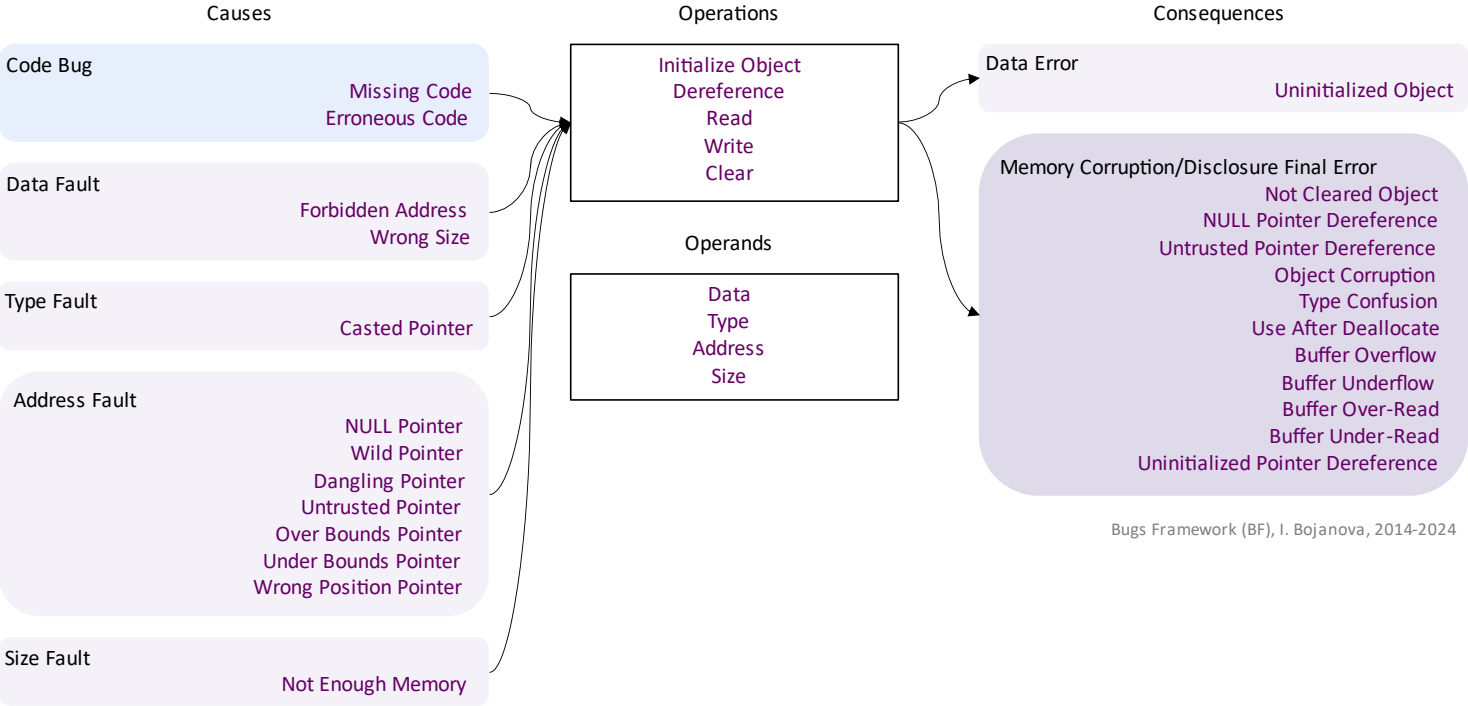 Causes
Code Bug
Missing Code
Erroneous Code
Data Fault
Forbidden Address
Wrong Size
Type Fault
Casted Pointer
Address Fault
NULL Pointer
Wild Pointer
Dangling Pointer
Untrusted Pointer
Over Bounds Pointer
Under Bounds Pointer
Wrong Position Pointer
Size Fault
Not Enough Memory
Operations
Initialize Object
Dereference
Read
Write
Clear
Operands
Data
Type
Address
Size
Consequences
Data Error
Uninitialized Object
Memory Corruption/Disclosure Final Error
Not Cleared Object
NULL Pointer Dereference
Untrusted Pointer Dereference
Object Corruption
Type Confusion
Use After Deallocate
Buffer Overflow
Buffer Underflow
Buffer Over-Read
Buffer Under-Read
Uninitialized Pointer Dereference
Bugs Framework (BF), I. Bojanova, 2014-2024